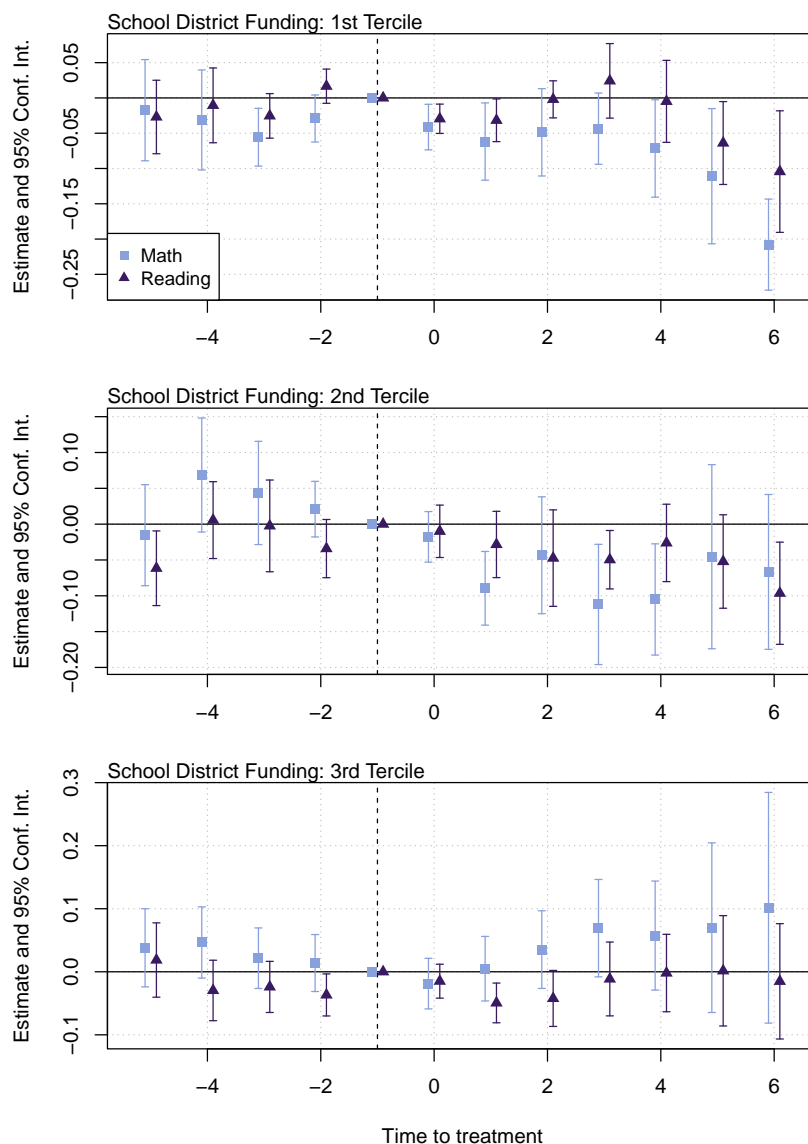 School District Funding: 1st Tercile
Estimate and 95% Conf. Int.
0.05
−0.05
−0.15
−0.25
Math
Reading
−4 −2 0 2 4 6
School District Funding: 2nd Tercile
Estimate and 95% Conf. Int.
0.10
0.00
−0.10
−0.20
−4 −2 0 2 4 6
School District Funding: 3rd Tercile
Estimate and 95% Conf. Int.
0.3
0.2
0.1
0.0
−0.1
−4 −2 0 2 4 6
Time to treatment